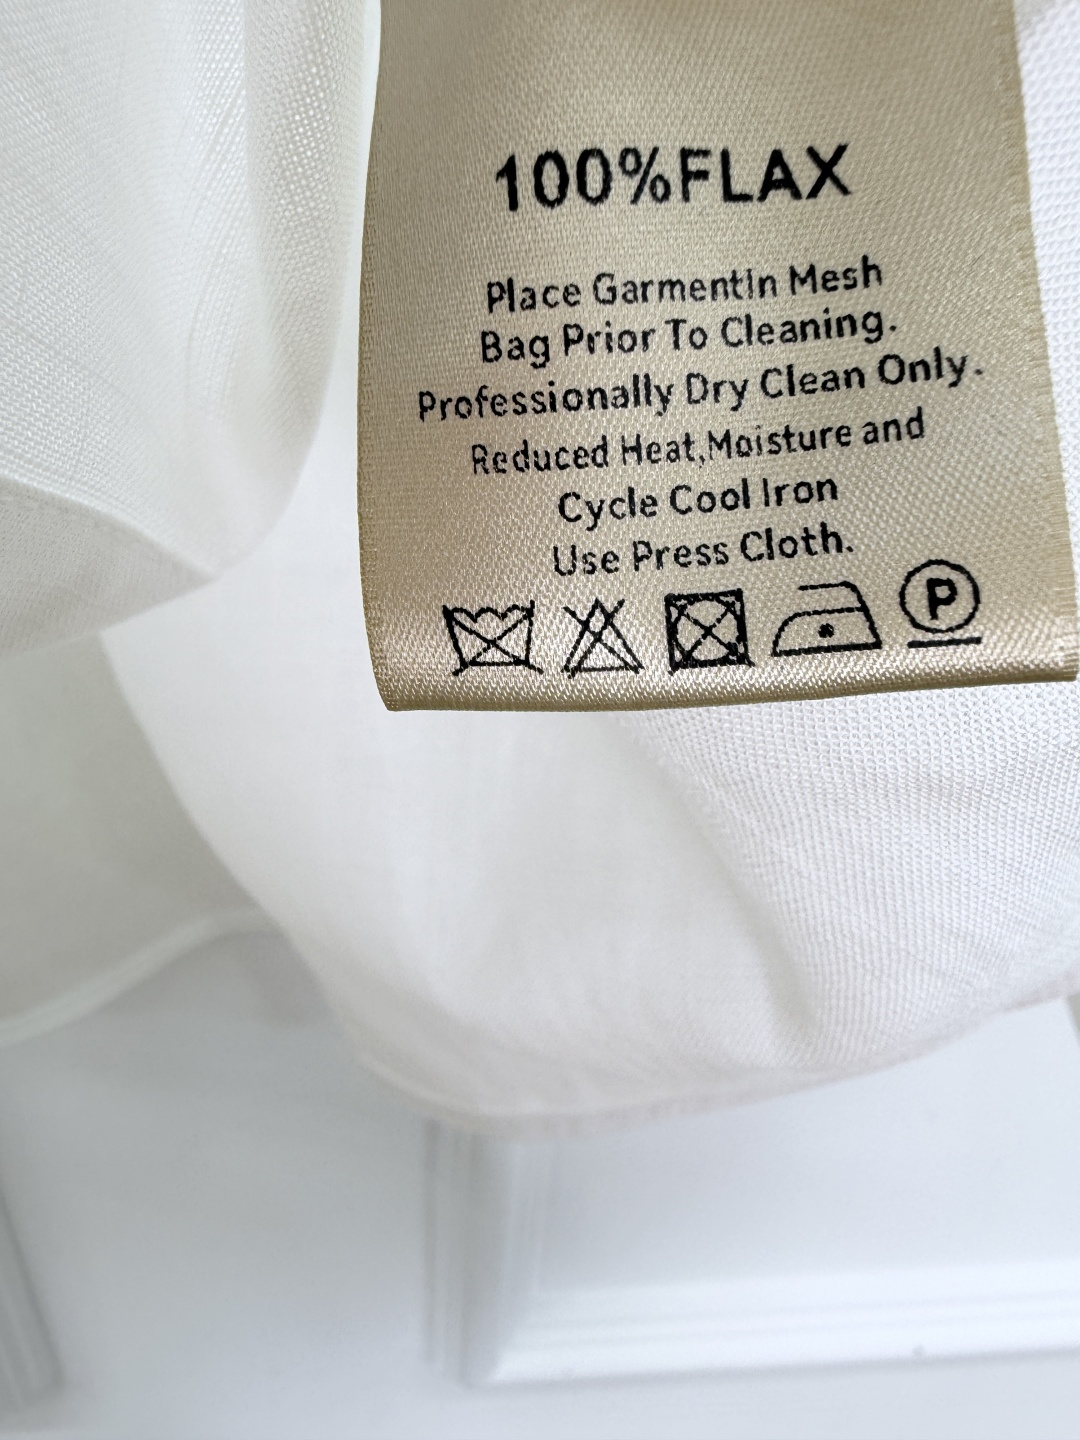 100%FLAX
Place GarmentIn Mesh
Bag Prior To Cleaning.
Professionally Dry Clean Only.
Reduced Heat,Moisture and
Cycle Cool Iron
Use Press Cloth.
P